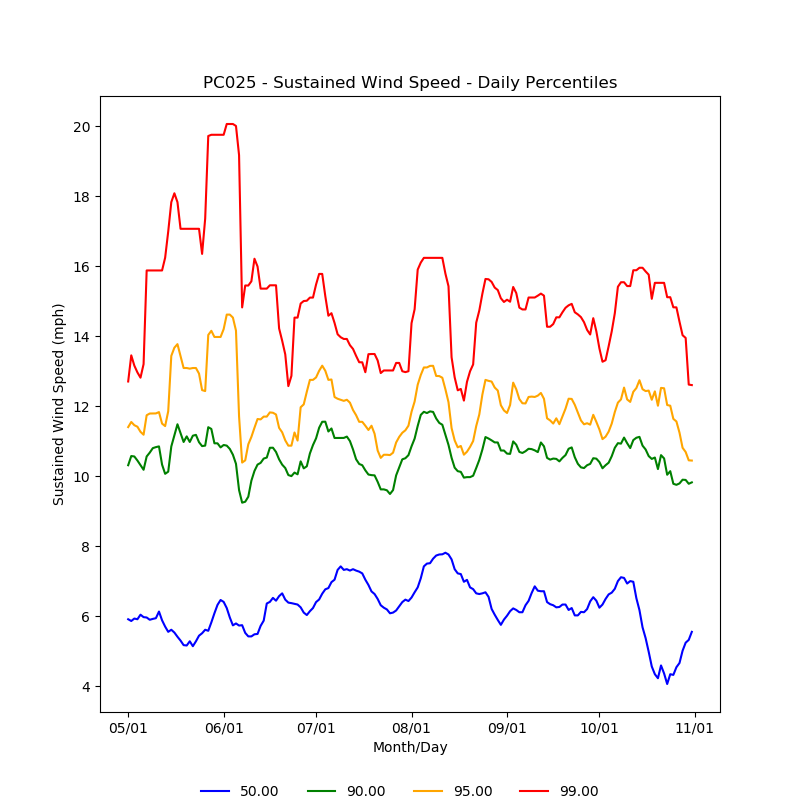 PC025 - Sustained Wind Speed - Daily Percentiles
20
18
16
14
12
10
8
6
4
Sustained Wind Speed (mph)
05/01 06/01 07/01 08/01 09/01 10/01 11/01
Month/Day
50.00 90.00 95.00 99.00